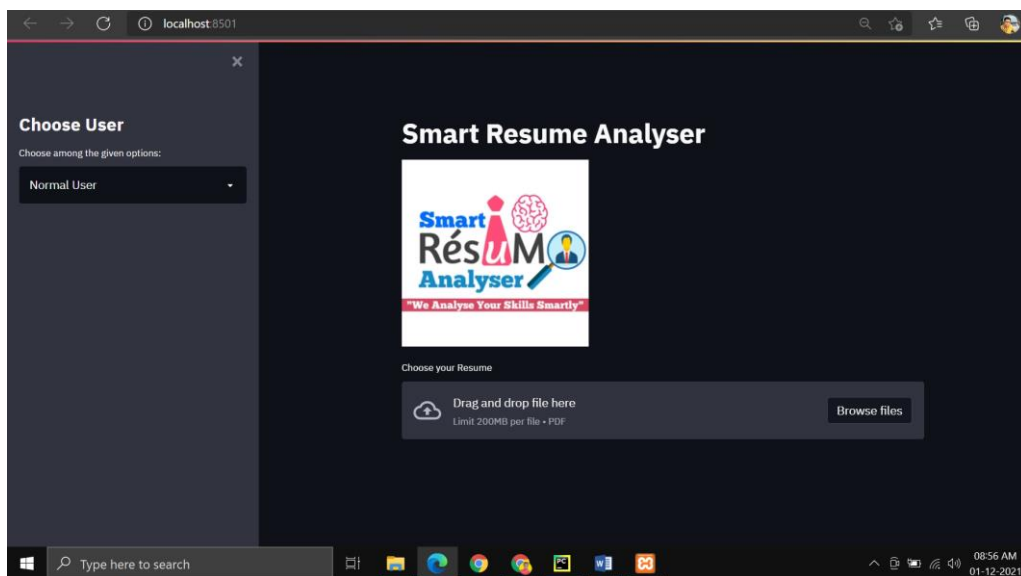 localhost:8501
Choose User
Choose among the given options:
Normal User
Smart Resume Analyser
Smart
RésuMe
Analyser
"We Analyse Your Skills Smartly"
Choose your Resume
Drag and drop file here
Limit 200MB per file • PDF
Browse files
Type here to search
PC
W
08:56 AM
01-12-2021